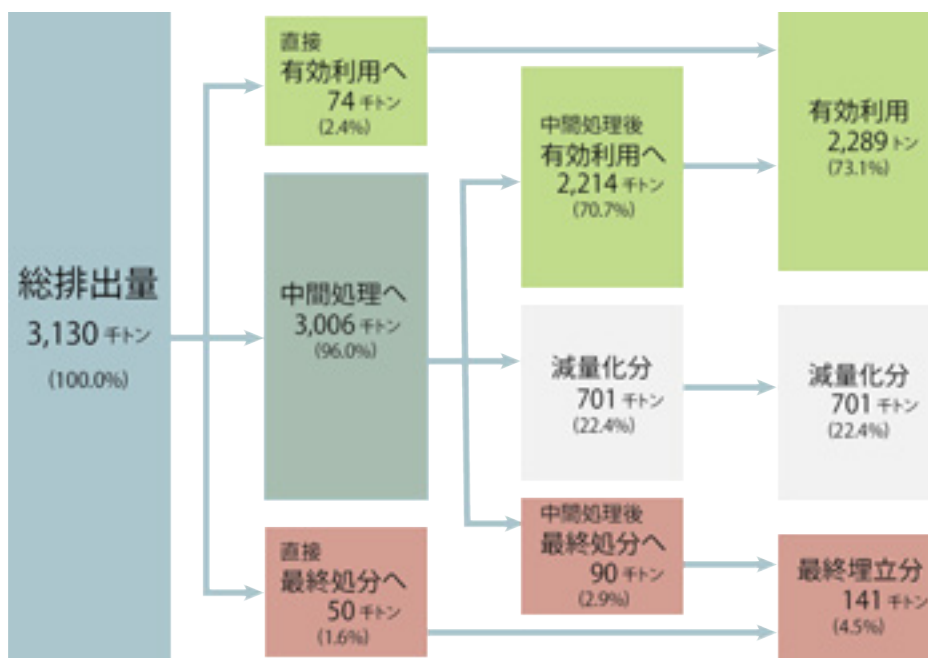 総排出量
3,130 千トン
(100.0%)
直接
有効利用へ
74 千トン
(2.4%)
中間処理へ
3,006 千トン
(96.0%)
直接
最終処分へ
50 千トン
(1.6%)
中間処理後
有効利用へ
2,214 千トン
(70.7%)
減量化分
701 千トン
(22.4%)
中間処理後
最終処分へ
90 千トン
(2.9%)
有効利用
2,289 トン
(73.1%)
減量化分
701 千トン
(22.4%)
最終埋立分
141 千トン
(4.5%)